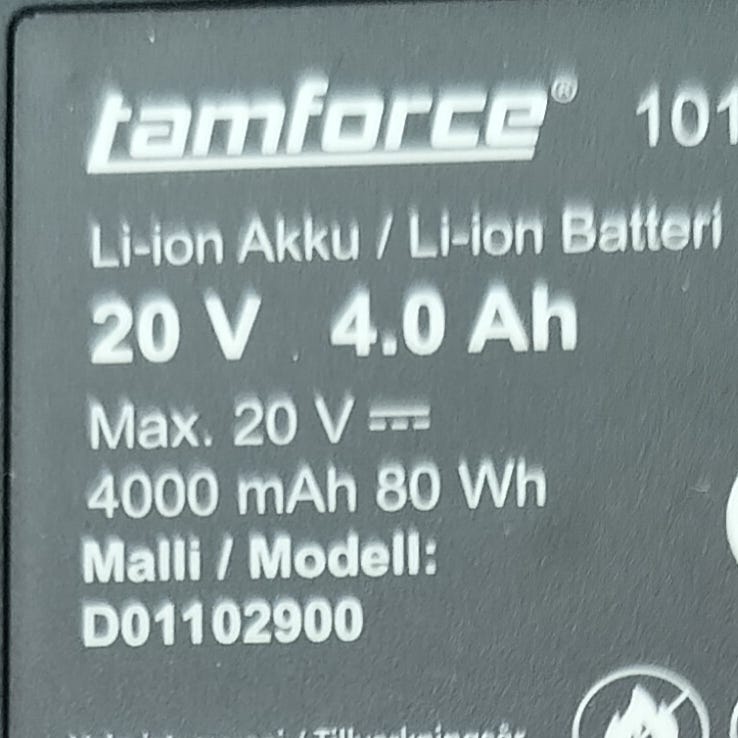 tamforce® 101
Li-ion Akku / Li-ion Batteri
20 V 4.0 Ah
Max. 20 V ⎓
4000 mAh 80 Wh
Malli / Modell:
D01102900